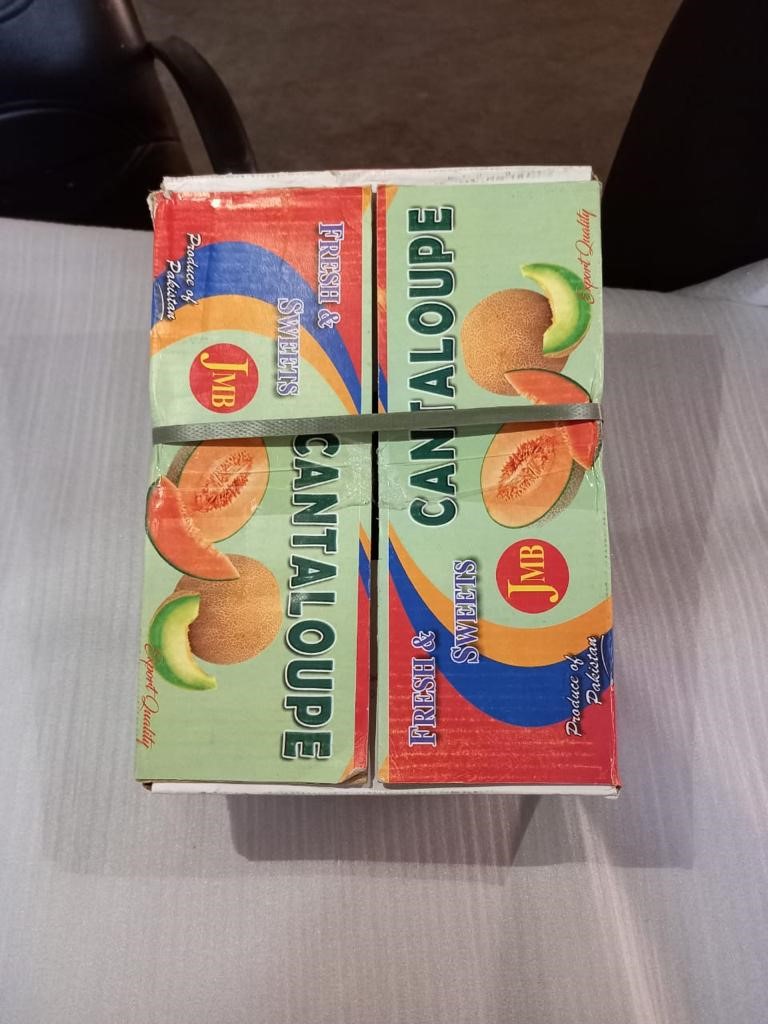 FRESH &
SWEETS
Produce of
Pakistan
JMB
CANTALOUPE
Export Quality
FRESH &
SWEETS
Produce of
Pakistan
JMB
CANTALOUPE
Export Quality